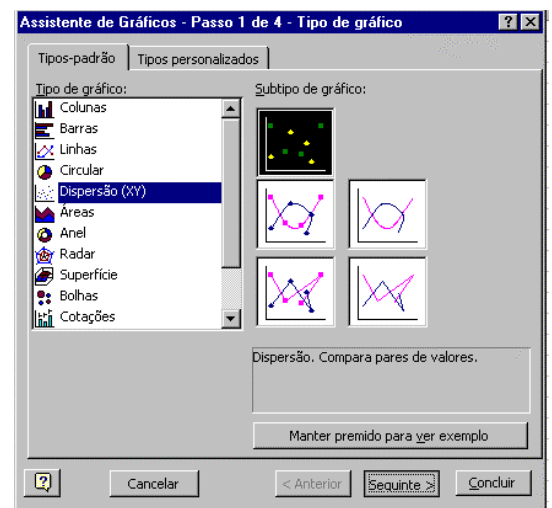 Assistente de Gráficos - Passo 1 de 4 - Tipo de gráfico
Tipos-padrão
Tipos personalizados
Tipo de gráfico:
Colunas
Barras
Linhas
Circular
Dispersão (XY)
Áreas
Anel
Radar
Superfície
Bolhas
Cotações
Subtipo de gráfico:
Dispersão. Compara pares de valores.
Manter premido para ver exemplo
Cancelar
< Anterior
Seguinte >
Concluir